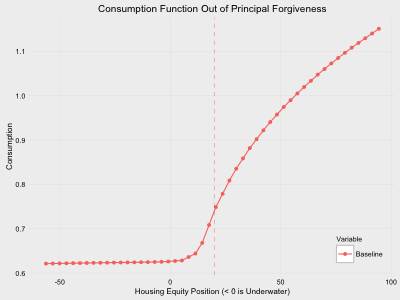 Consumption Function Out of Principal Forgiveness
1.1
1.0
0.9
0.8
0.7
0.6
Consumption
-50
0
50
100
Housing Equity Position (< 0 is Underwater)
Variable
Baseline